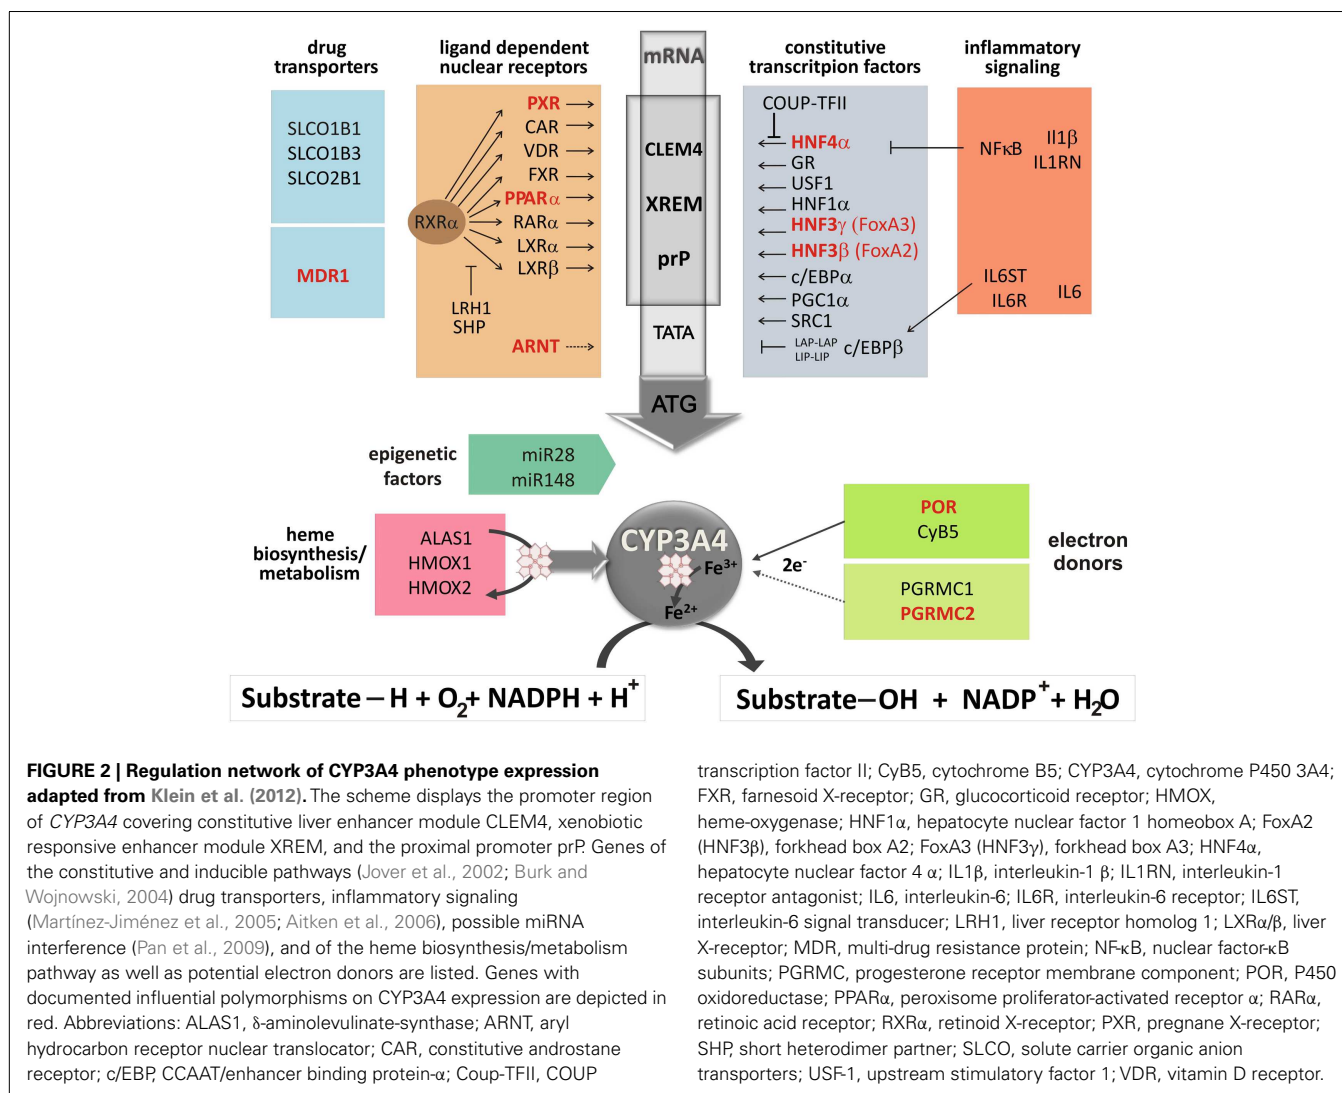 drug
transporters
SLCO1B1
SLCO1B3
SLCO2B1
MDR1
ligand dependent
nuclear receptors
RXRα
PXR
CAR
VDR
FXR
PPARα
RARα
LXRα
LXRβ
LRH1
SHP
ARNT
mRNA
CLEM4
XREM
prP
TATA
ATG
constitutive
transcritpion factors
COUP-TFII
HNF4α
GR
USF1
HNF1α
HNF3γ (FoxA3)
HNF3β (FoxA2)
c/EBPα
PGC1α
SRC1
LAP-LAP
LIP-LIP
c/EBPβ
inflammatory
signaling
NFκB
Il1β
IL1RN
IL6ST
IL6R
IL6
epigenetic
factors
miR28
miR148
heme
biosynthesis/
metabolism
ALAS1
HMOX1
HMOX2
CYP3A4
Fe3+
Fe2+
2e-
POR
CyB5
PGRMC1
PGRMC2
electron
donors
Substrate – H + O2+ NADPH + H+
Substrate–OH + NADP+ + H2O
FIGURE 2 | Regulation network of CYP3A4 phenotype expression
adapted from Klein et al. (2012). The scheme displays the promoter region
of CYP3A4 covering constitutive liver enhancer module CLEM4, xenobiotic
responsive enhancer module XREM, and the proximal promoter prP. Genes of
the constitutive and inducible pathways (Jover et al., 2002; Burk and
Wojnowski, 2004) drug transporters, inflammatory signaling
(Martínez-Jiménez et al., 2005; Aitken et al., 2006), possible miRNA
interference (Pan et al., 2009), and of the heme biosynthesis/metabolism
pathway as well as potential electron donors are listed. Genes with
documented influential polymorphisms on CYP3A4 expression are depicted in
red. Abbreviations: ALAS1, δ-aminolevulinate-synthase; ARNT, aryl
hydrocarbon receptor nuclear translocator; CAR, constitutive androstane
receptor; c/EBP, CCAAT/enhancer binding protein-α; Coup-TFII, COUP
transcription factor II; CyB5, cytochrome B5; CYP3A4, cytochrome P450 3A4;
FXR, farnesoid X-receptor; GR, glucocorticoid receptor; HMOX,
heme-oxygenase; HNF1α, hepatocyte nuclear factor 1 homeobox A; FoxA2
(HNF3β), forkhead box A2; FoxA3 (HNF3γ), forkhead box A3; HNF4α,
hepatocyte nuclear factor 4 α; IL1β, interleukin-1 β; IL1RN, interleukin-1
receptor antagonist; IL6, interleukin-6; IL6R, interleukin-6 receptor; IL6ST,
interleukin-6 signal transducer; LRH1, liver receptor homolog 1; LXRα/β, liver
X-receptor; MDR, multi-drug resistance protein; NF-κB, nuclear factor-κB
subunits; PGRMC, progesterone receptor membrane component; POR, P450
oxidoreductase; PPARα, peroxisome proliferator-activated receptor α; RARα,
retinoic acid receptor; RXRα, retinoid X-receptor; PXR, pregnane X-receptor;
SHP, short heterodimer partner; SLCO, solute carrier organic anion
transporters; USF-1, upstream stimulatory factor 1; VDR, vitamin D receptor.